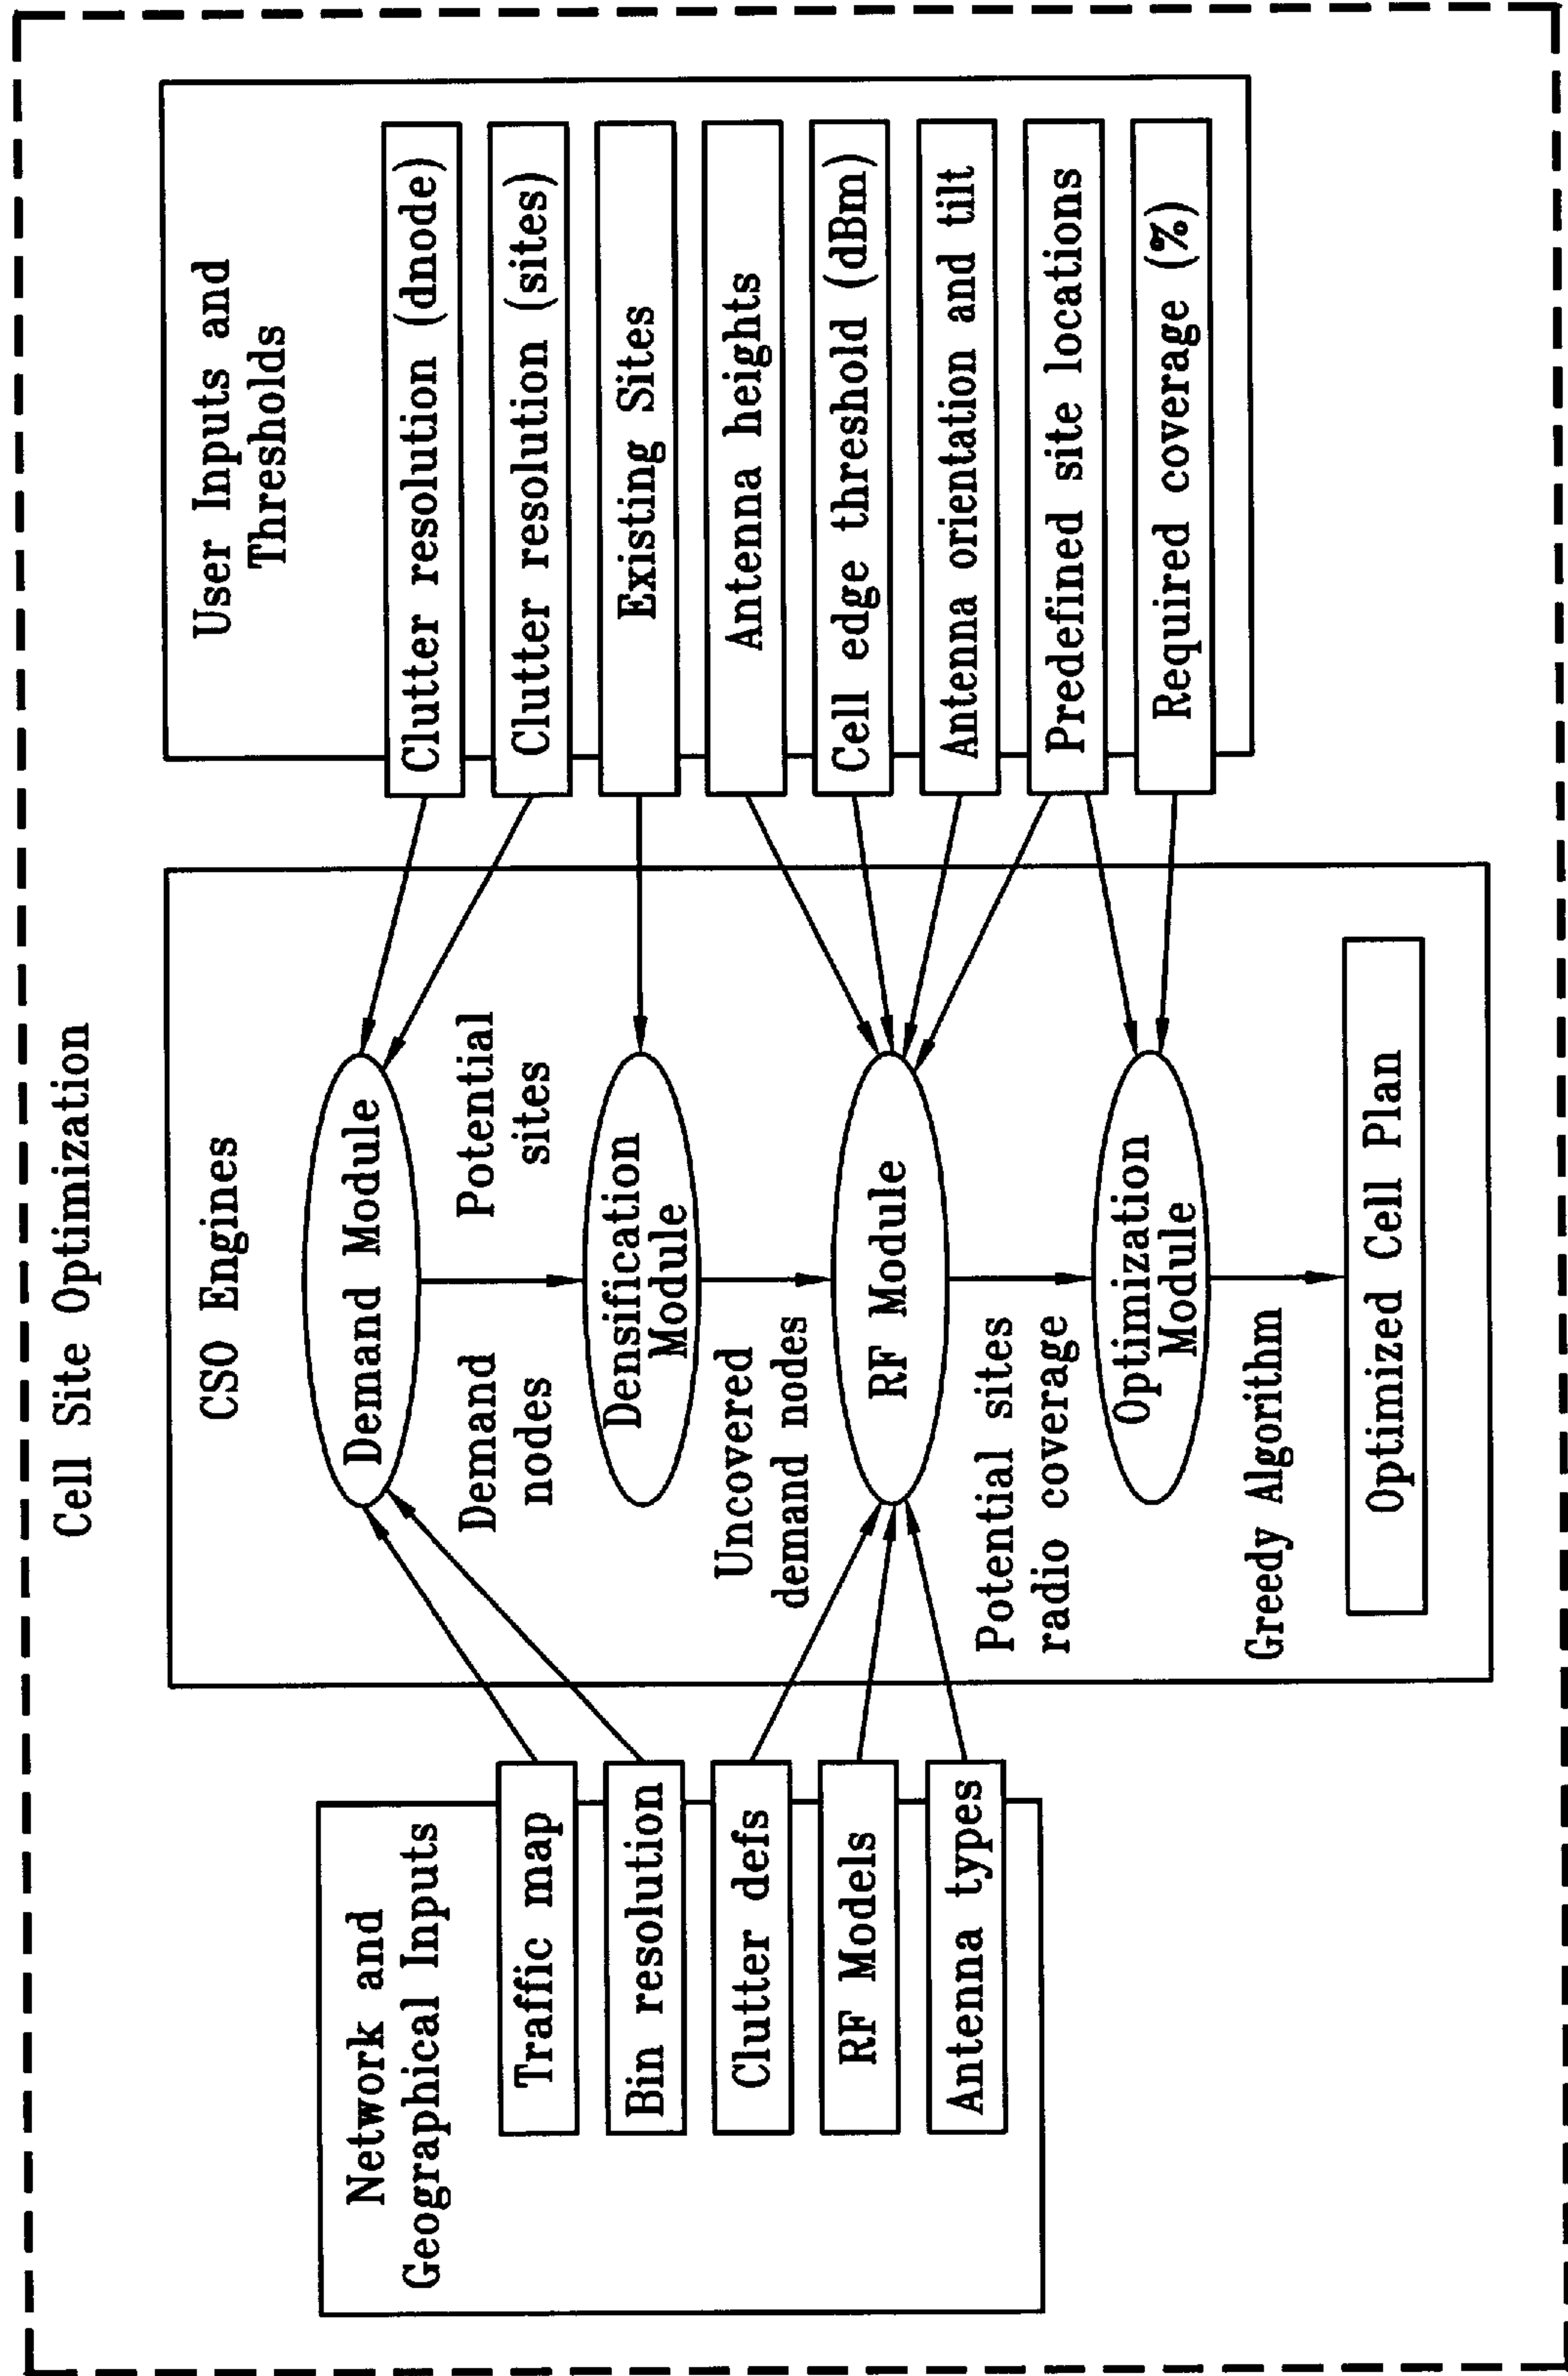 Cell Site Optimization
Network and
Geographical Inputs
Traffic map
Bin resolution
Clutter defs
RF Models
Antenna types
CSO Engines
Demand Module
Demand
nodes
Potential
sites
Densification
Module
Uncovered
demand nodes
RF Module
Potential sites
radio coverage
Optimization
Module
Greedy Algorithm
Optimized Cell Plan
User Inputs and
Thresholds
Clutter resolution (dnode)
Clutter resolution (sites)
Existing Sites
Antenna heights
Cell edge threshold (dBm)
Antenna orientation and tilt
Predefined site locations
Required coverage (%)